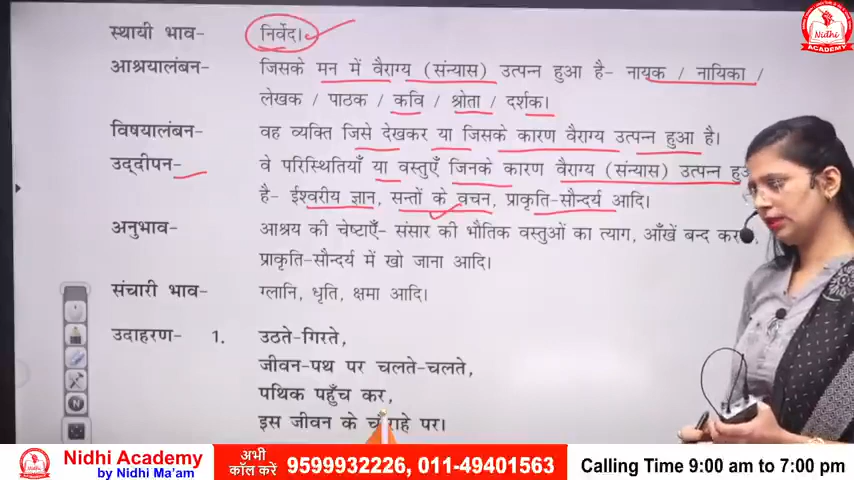 स्थायी भाव- निर्वेद।
आश्रयालंबन- जिसके मन में वैराग्य (संन्यास) उत्पन्न हुआ है- नायक / नायिका /
लेखक / पाठक / कवि / श्रोता / दर्शक।
विषयालंबन- वह व्यक्ति जिसे देखकर या जिसके कारण वैराग्य उत्पन्न हुआ है।
उद्‌दीपन- वे परिस्थितियाँ या वस्तुएँ जिनके कारण वैराग्य (संन्यास) उत्पन्न
है- ईश्वरीय ज्ञान, सन्तों के वचन, प्राकृति-सौन्दर्य आदि।
अनुभाव- आश्रय की चेष्टाएँ- संसार की भौतिक वस्तुओं का त्याग, आँखें बन्द
प्राकृति-सौन्दर्य में खो जाना आदि।
संचारी भाव- ग्लानि, धृति, क्षमा आदि।
उदाहरण- 1. उठते-गिरते,
जीवन-पथ पर चलते-चलते,
पथिक पहुँच कर,
इस जीवन के चौराहे पर।
Nidhi
ACADEMY
Nidhi Academy
by Nidhi Ma'am
अभी
कॉल करें
9599932226, 011-49401563
Calling Time 9:00 am to 7:00 pm